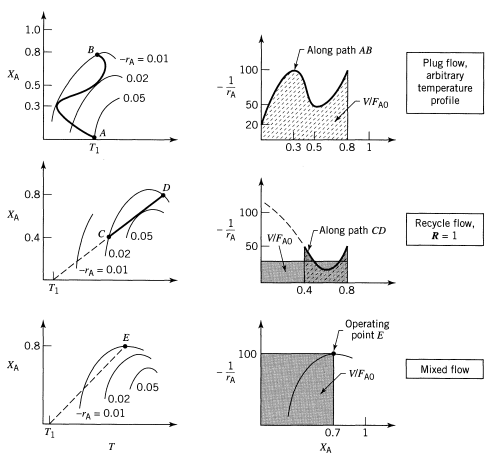 1.0
0.8
0.5
0.3
X_A
B
-r_A = 0.01
0.02
0.05
A
T_1
Along path AB
100
50
20
- 1/r_A
V/F_A0
0.3 0.5 0.8 1
Plug flow,
arbitrary
temperature
profile
0.8
0.4
X_A
D
C
0.05
0.02
-r_A = 0.01
T_1
100
50
- 1/r_A
V/F_A0
Along path CD
0.4 0.8
Recycle flow,
R = 1
0.8
X_A
E
0.05
0.02
-r_A = 0.01
T_1
T
Operating
point E
100
- 1/r_A
V/F_A0
0.7 1
X_A
Mixed flow